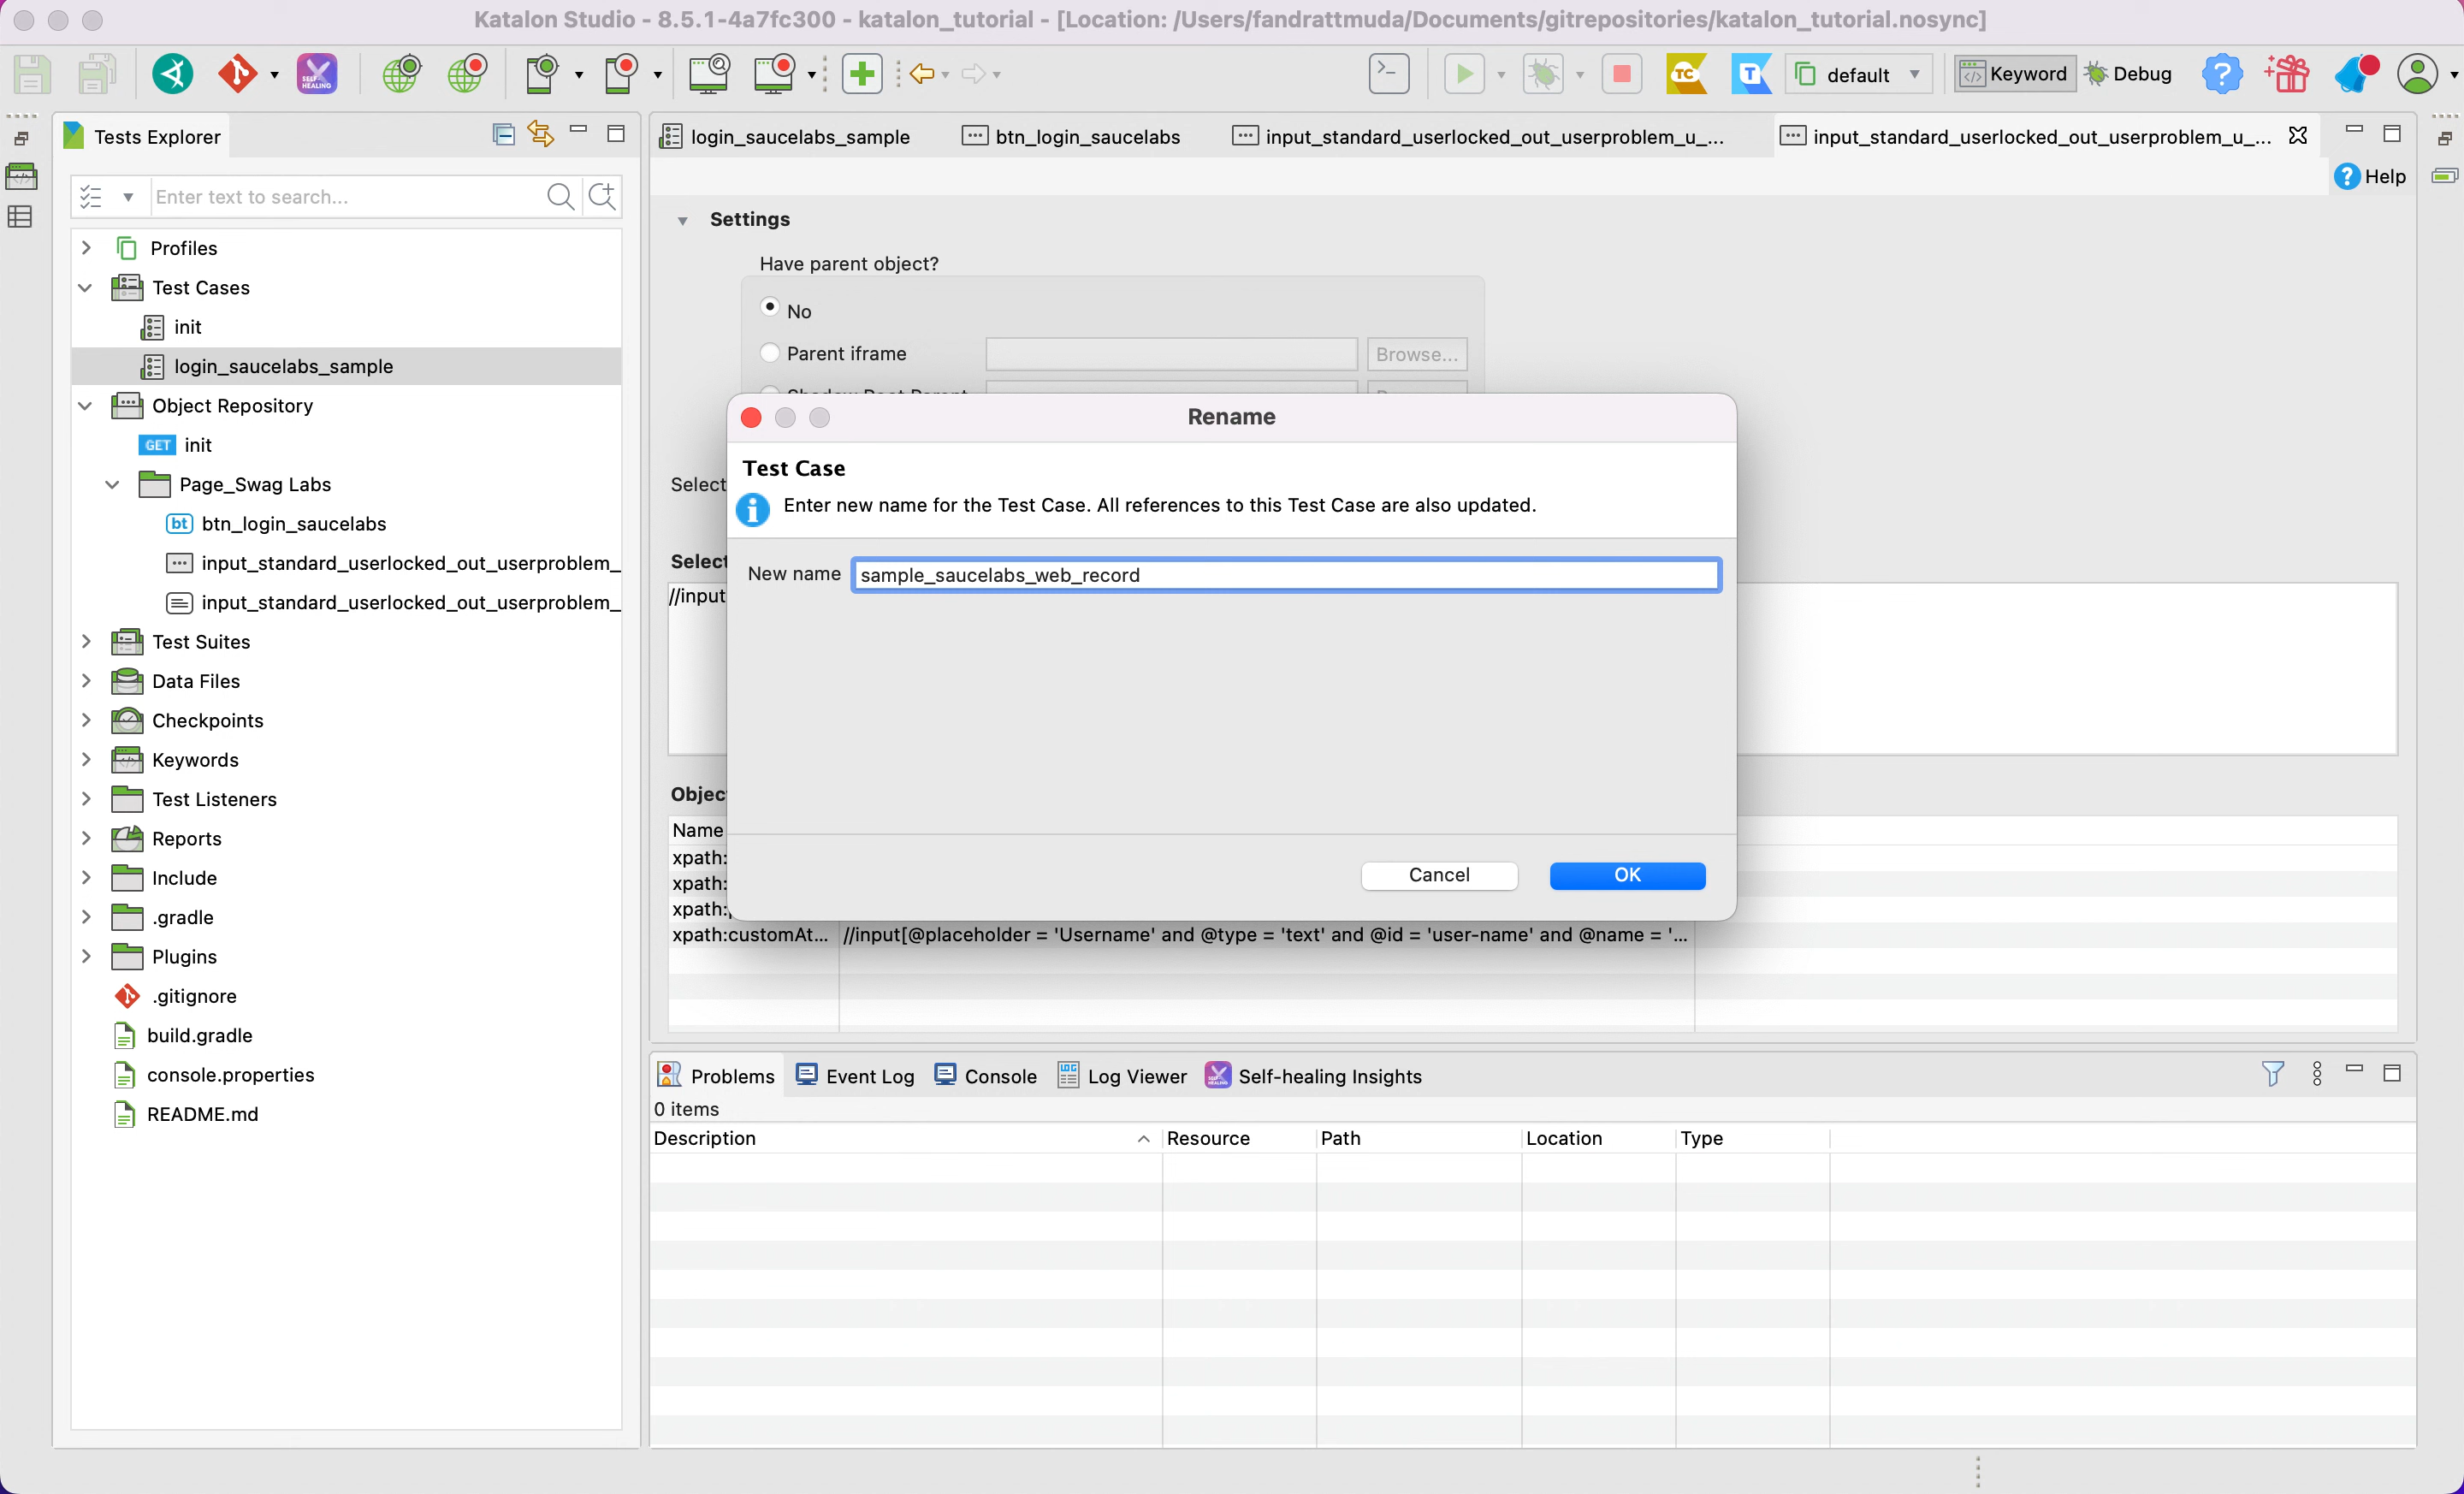 Katalon Studio - 8.5.1-4a7fc300 - katalon_tutorial - [Location: /Users/fandrattmuda/Documents/gitrepositories/katalon_tutorial.nosync]
SELF-HEALING
TC
T
default
Keyword
Debug
Tests Explorer
login_saucelabs_sample
btn_login_saucelabs
input_standard_userlocked_out_userproblem_u_...
input_standard_userlocked_out_userproblem_u_...
Help
Enter text to search...
Profiles
Test Cases
init
login_saucelabs_sample
Object Repository
GET init
Page_Swag Labs
bt btn_login_saucelabs
input_standard_userlocked_out_userproblem_
input_standard_userlocked_out_userproblem_
Test Suites
Data Files
Checkpoints
Keywords
Test Listeners
Reports
Include
.gradle
Plugins
.gitignore
build.gradle
console.properties
README.md
Settings
Have parent object?
No
Parent iframe
Browse...
Select
Select
//input
Object
Name
xpath:
xpath:
xpath:
xpath:customAt... //input[@placeholder = 'Username' and @type = 'text' and @id = 'user-name' and @name = '...
Rename
Test Case
Enter new name for the Test Case. All references to this Test Case are also updated.
New name sample_saucelabs_web_record
Cancel
OK
Problems
Event Log
Console
Log Viewer
Self-healing Insights
0 items
Description
Resource
Path
Location
Type